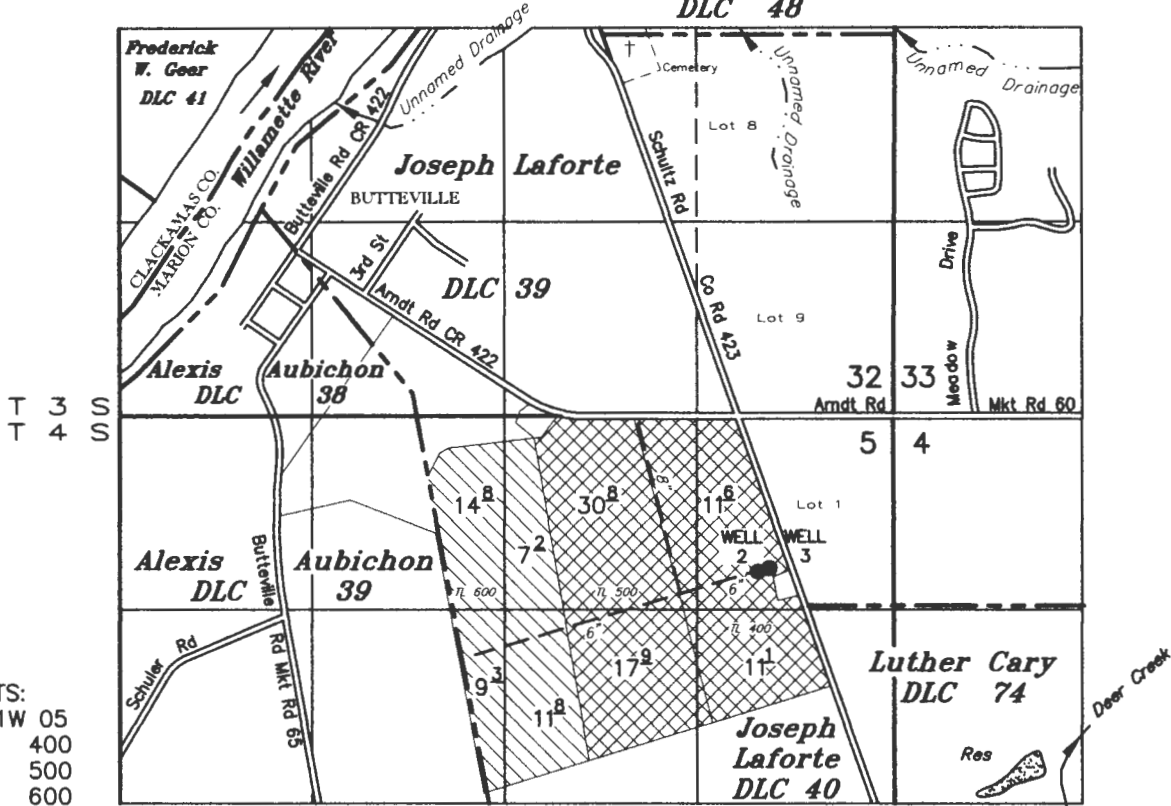 DLC 48
Frederick
W. Geer
DLC 41
Willamette River
CLACKAMAS CO.
MARION CO.
Unnamed Drainage
Butteville Rd CR 422
Joseph Laforte
BUTTEVILLE
3rd St
DLC 39
Arndt Rd CR 422
Cemetery
Schultz Rd
Co Rd 423
Lot 8
Unnamed Drainage
Unnamed
Drainage
Lot 9
Meadow Drive
32 33
Arndt Rd
Mkt Rd 60
Alexis Aubichon
DLC 38
T 3 S
T 4 S
5 4
14 8
30 8
8"
11 6
Lot 1
7 2
WELL WELL
2 3
6"
Alexis Aubichon
DLC 39
TL 600
TL 500
6"
TL 400
Butteville Rd Mkt Rd 65
Schuler Rd
9 3
17 9
11 1
11 8
Luther Cary
DLC 74
Deer Creek
Joseph
Laforte
DLC 40
Res
TS:
1W 05
400
500
600